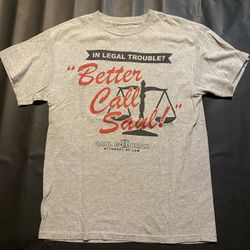 IN LEGAL TROUBLE?
"Better
Call
Saul!"
SAUL GOODMAN
ATTORNEY AT LAW